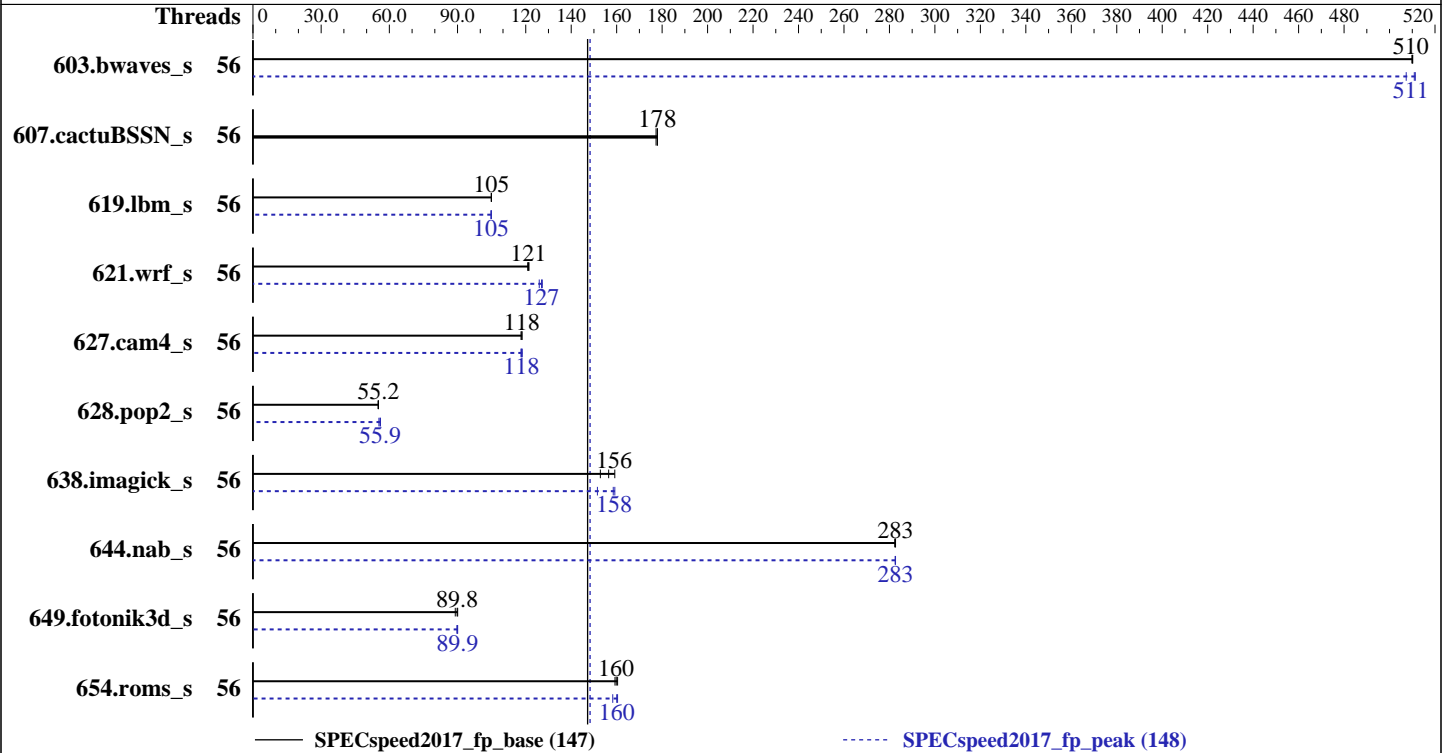 Threads 0 30.0 60.0 90.0 120 140 160 180 200 220 240 260 280 300 320 340 360 380 400 420 440 460 480 520
510
603.bwaves_s 56
511
178
607.cactuBSSN_s 56
105
619.lbm_s 56
105
121
621.wrf_s 56
127
118
627.cam4_s 56
118
55.2
628.pop2_s 56
55.9
156
638.imagick_s 56
158
283
644.nab_s 56
283
89.8
649.fotonik3d_s 56
89.9
160
654.roms_s 56
160
SPECspeed2017_fp_base (147) SPECspeed2017_fp_peak (148)